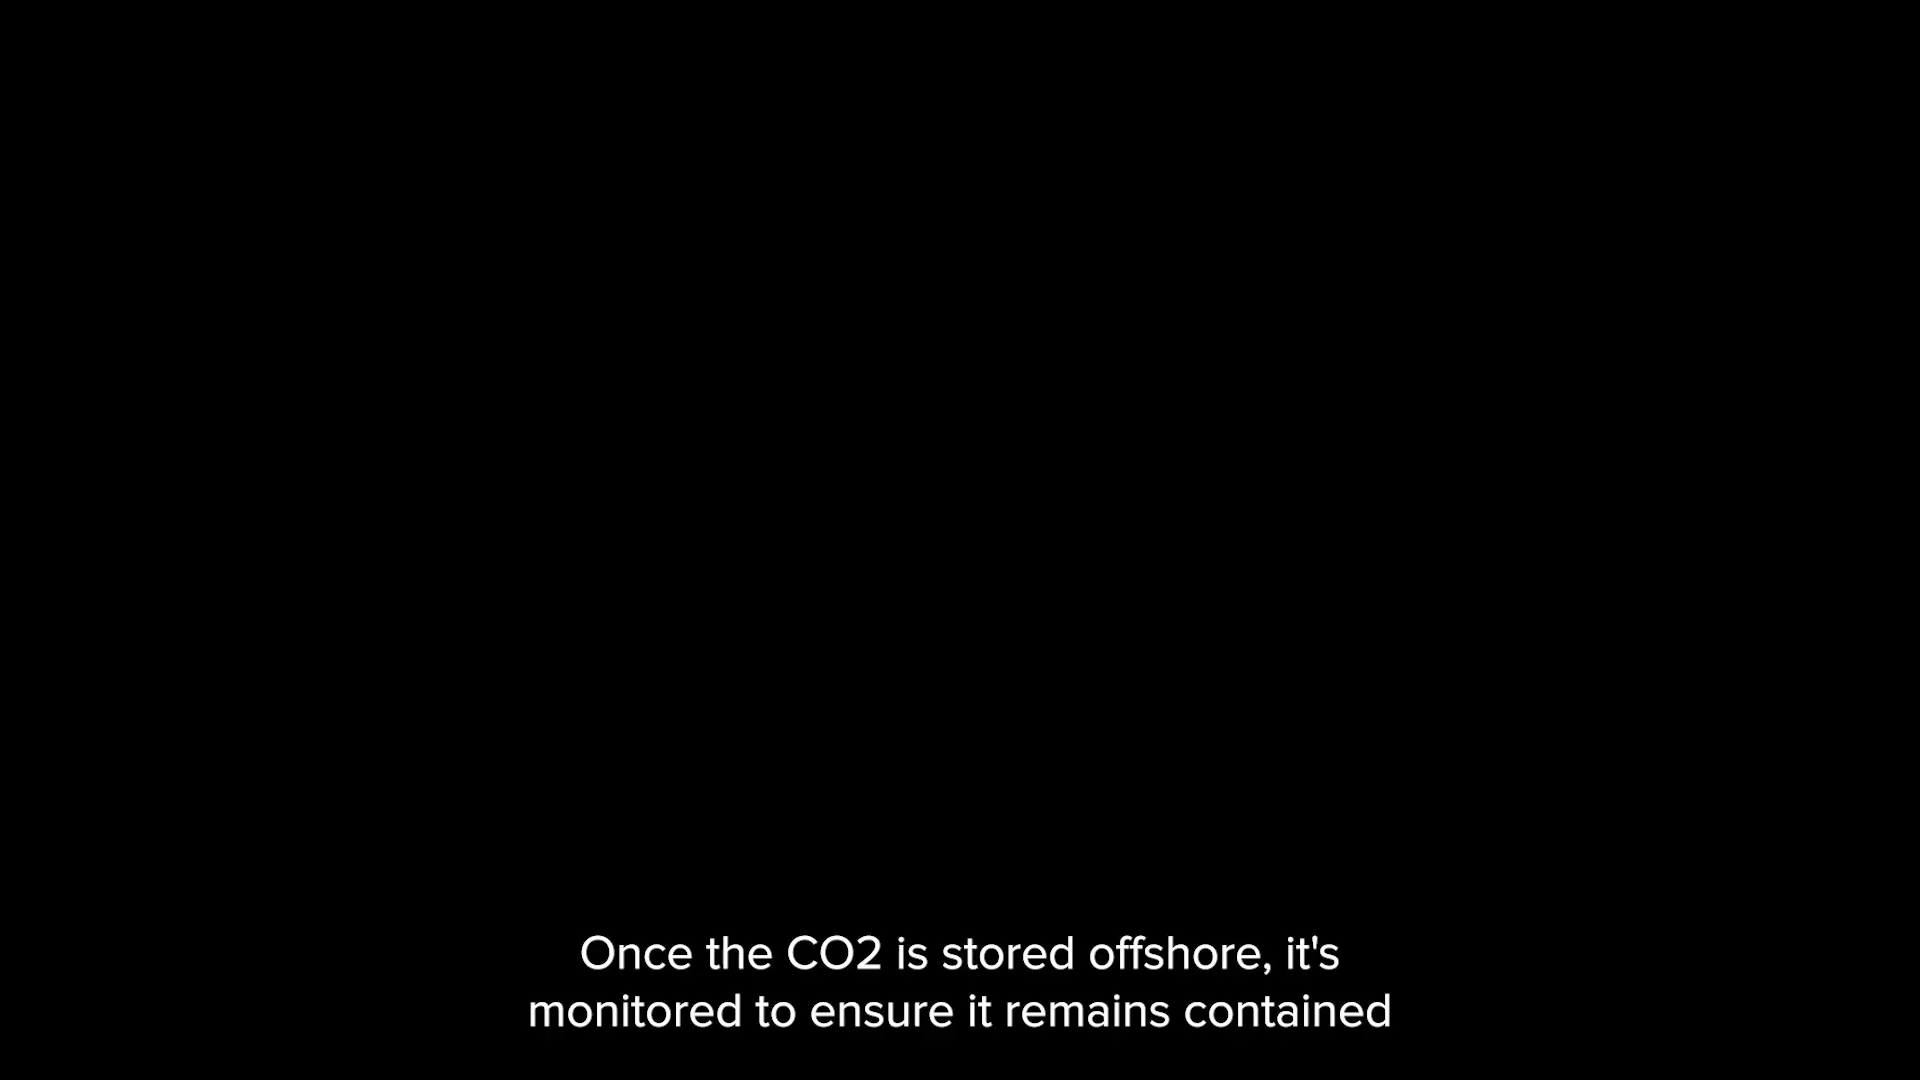 Once the CO2 is stored offshore, it's
monitored to ensure it remains contained